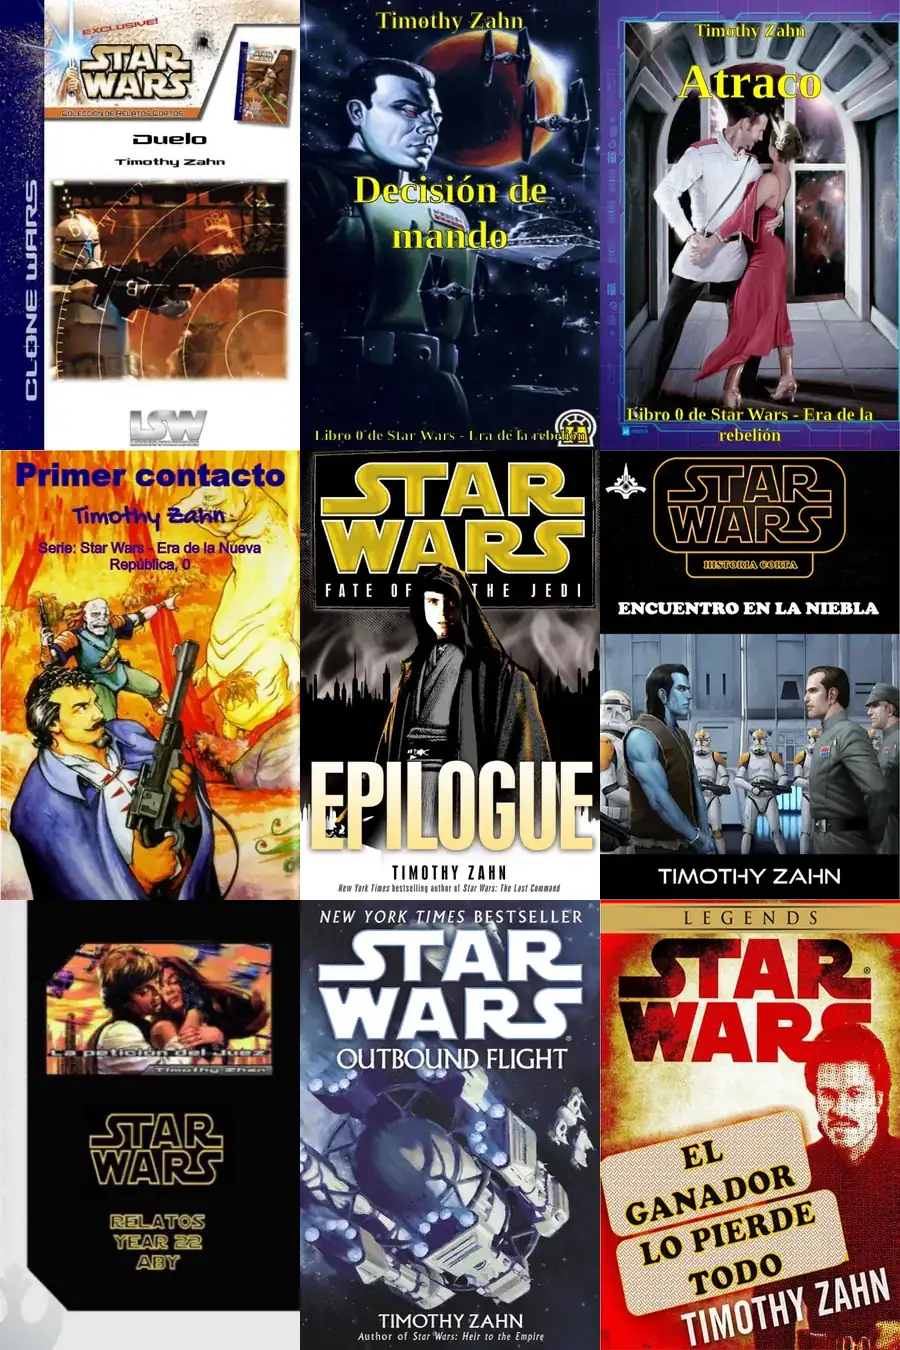 EXCLUSIVE!
STAR
WARS
COLECCIÓN DE RELATOS CORTOS
Duelo
Timothy Zahn
CLONE WARS
LSW
Timothy Zahn
Decisión de
mando
Libro 0 de Star Wars - Era de la rebelión
Timothy Zahn
Atraco
Libro 0 de Star Wars - Era de la
rebelión
Primer contacto
Timothy Zahn
Serie: Star Wars - Era de la Nueva
República, 0
STAR
WARS
FATE OF THE JEDI
EPILOGUE
TIMOTHY ZAHN
New York Times bestselling author of Star Wars: The Last Command
STAR
WARS
HISTORIA CORTA
ENCUENTRO EN LA NIEBLA
TIMOTHY ZAHN
La petición del Juez
Timothy Zhan
STAR
WARS
RELATOS
YEAR 22
ABY
NEW YORK TIMES BESTSELLER
STAR
WARS®
OUTBOUND FLIGHT
TIMOTHY ZAHN
Author of Star Wars: Heir to the Empire
LEGENDS
STAR
WARS
EL
GANADOR
LO PIERDE
TODO
TIMOTHY ZAHN